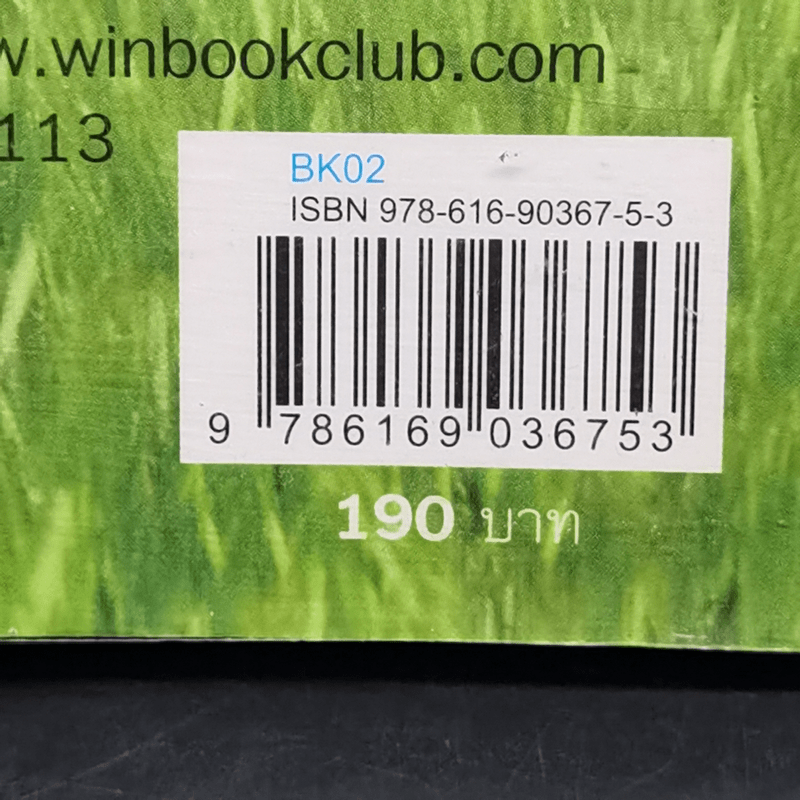 w.winbookclub.com
113
BK02
ISBN 978-616-90367-5-3
9 786169 036753
190 บาท